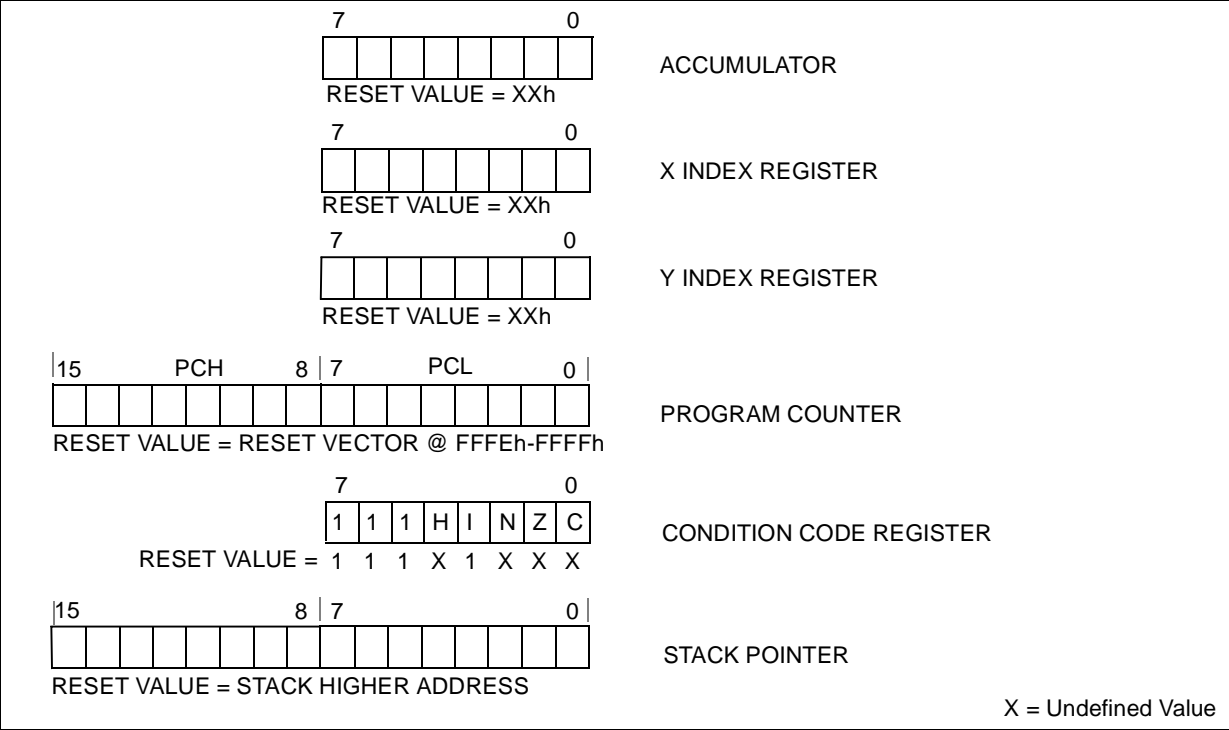 7 0
ACCUMULATOR
RESET VALUE = XXh
7 0
X INDEX REGISTER
RESET VALUE = XXh
7 0
Y INDEX REGISTER
RESET VALUE = XXh
15 PCH 8 7 PCL 0
PROGRAM COUNTER
RESET VALUE = RESET VECTOR @ FFFEh-FFFFh
7 0
1 1 1 H I N Z C
CONDITION CODE REGISTER
RESET VALUE = 1 1 1 X 1 X X X
15 8 7 0
STACK POINTER
RESET VALUE = STACK HIGHER ADDRESS
X = Undefined Value